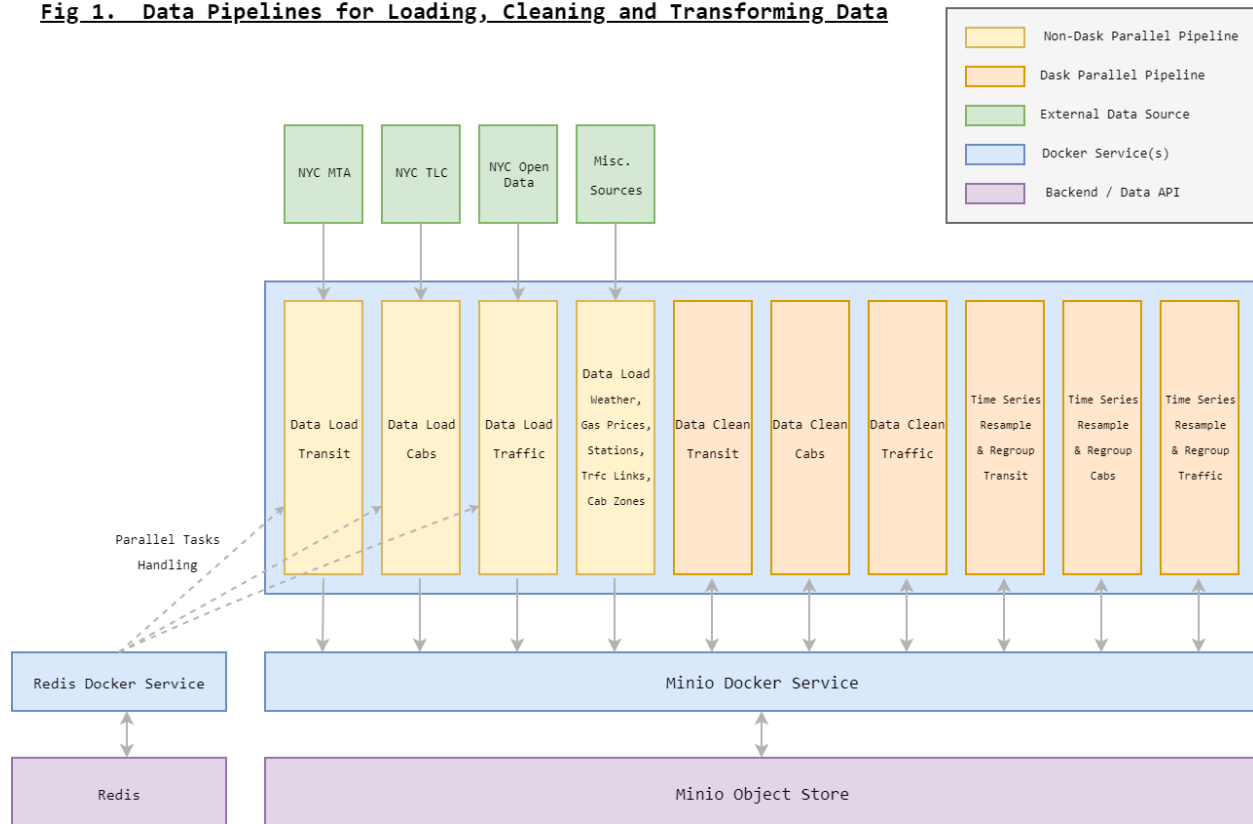 Fig 1. Data Pipelines for Loading, Cleaning and Transforming Data
Non-Dask Parallel Pipeline
Dask Parallel Pipeline
External Data Source
Docker Service(s)
Backend / Data API
NYC MTA
NYC TLC
NYC Open
Data
Misc.
Sources
Data Load
Transit
Data Load
Cabs
Data Load
Traffic
Data Load
Weather,
Gas Prices,
Stations,
Trfc Links,
Cab Zones
Data Clean
Transit
Data Clean
Cabs
Data Clean
Traffic
Time Series
Resample
& Regroup
Transit
Time Series
Resample
& Regroup
Cabs
Time Series
Resample
& Regroup
Traffic
Parallel Tasks
Handling
Redis Docker Service
Minio Docker Service
Redis
Minio Object Store